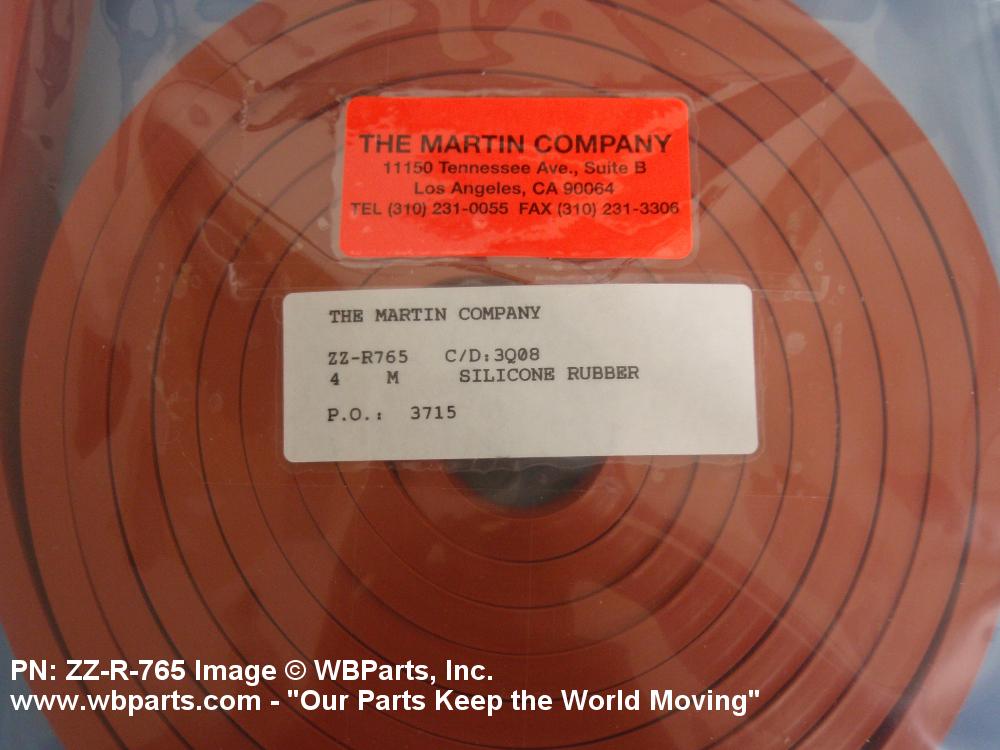 THE MARTIN COMPANY
11150 Tennessee Ave., Suite B
Los Angeles, CA 90064
TEL (310) 231-0055 FAX (310) 231-3306
THE MARTIN COMPANY
ZZ-R765 C/D:3Q08
4 M SILICONE RUBBER
P.O.: 3715
PN: ZZ-R-765 Image © WBParts, Inc.
www.wbparts.com - "Our Parts Keep the World Moving"